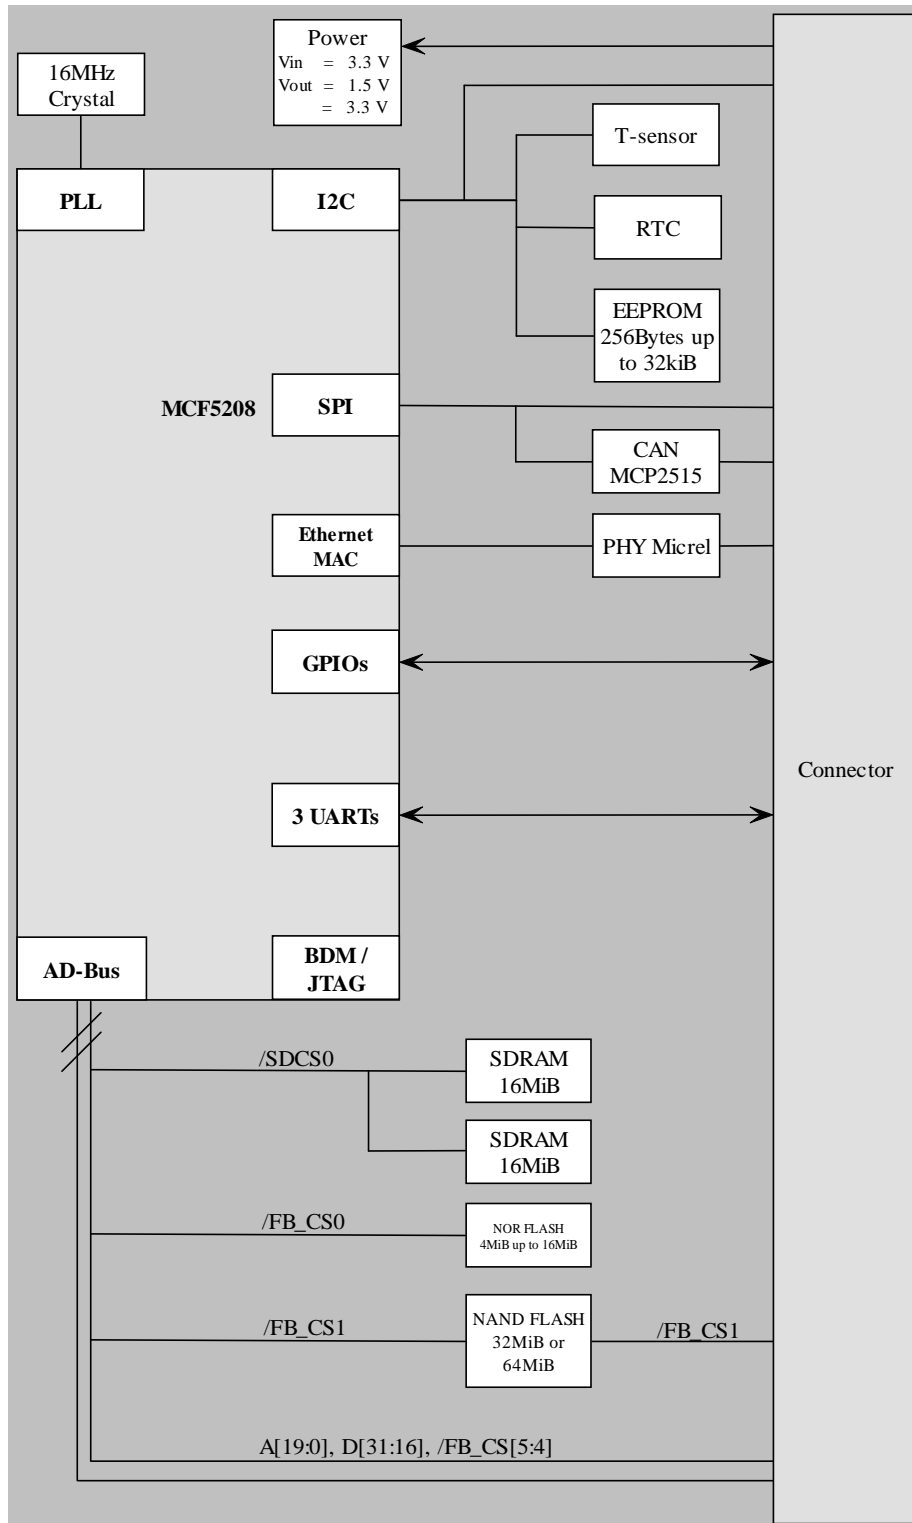 Power
Vin = 3.3 V
Vout = 1.5 V
= 3.3 V
16MHz
Crystal
T-sensor
PLL
I2C
RTC
EEPROM
256Bytes up
to 32kiB
MCF5208
SPI
CAN
MCP2515
Ethernet
MAC
PHY Micrel
GPIOs
Connector
3 UARTs
AD-Bus
BDM /
JTAG
/SDCS0
SDRAM
16MiB
SDRAM
16MiB
/FB_CS0
NOR FLASH
4MiB up to 16MiB
/FB_CS1
NAND FLASH
32MiB or
64MiB
/FB_CS1
A[19:0], D[31:16], /FB_CS[5:4]